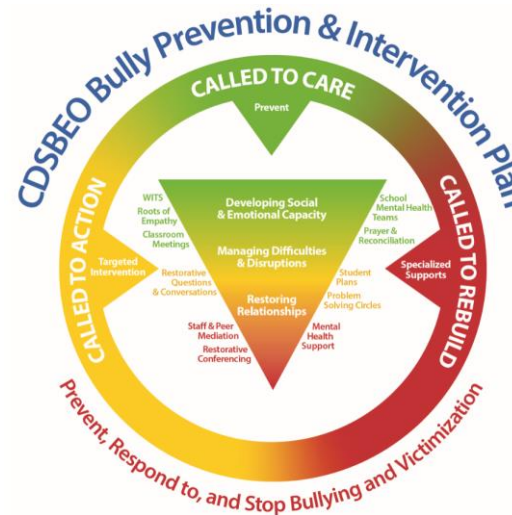 CDSBEO Bully Prevention & Intervention Plan
CALLED TO CARE
Prevent
CALLED TO ACTION
Targeted
Intervention
CALLED TO REBUILD
Specialized
Supports
WITS
Roots of
Empathy
Classroom
Meetings
Restorative
Questions
& Conversations
Staff & Peer
Mediation
Restorative
Conferencing
Developing Social
& Emotional Capacity
Managing Difficulties
& Disruptions
Restoring
Relationships
School
Mental Health
Teams
Prayer &
Reconciliation
Student
Plans
Problem
Solving Circles
Mental
Health
Support
Prevent, Respond to, and Stop Bullying and Victimization